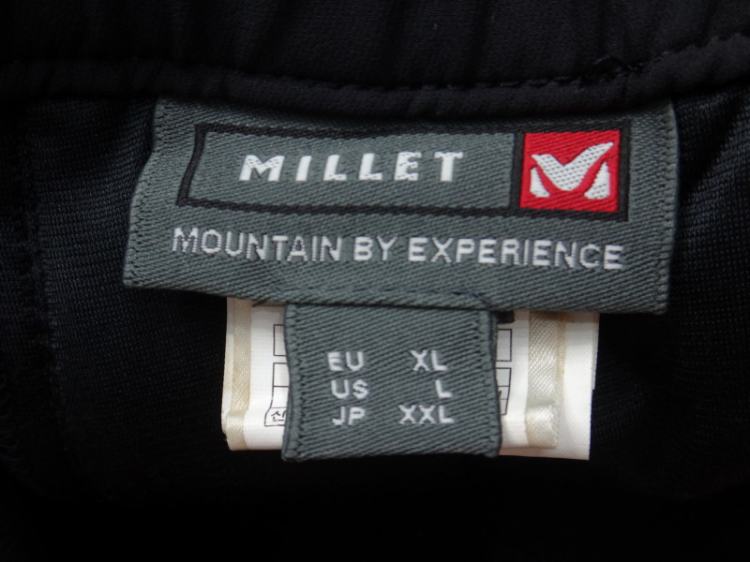 MILLET
MOUNTAIN BY EXPERIENCE
EU XL
US L
JP XXL